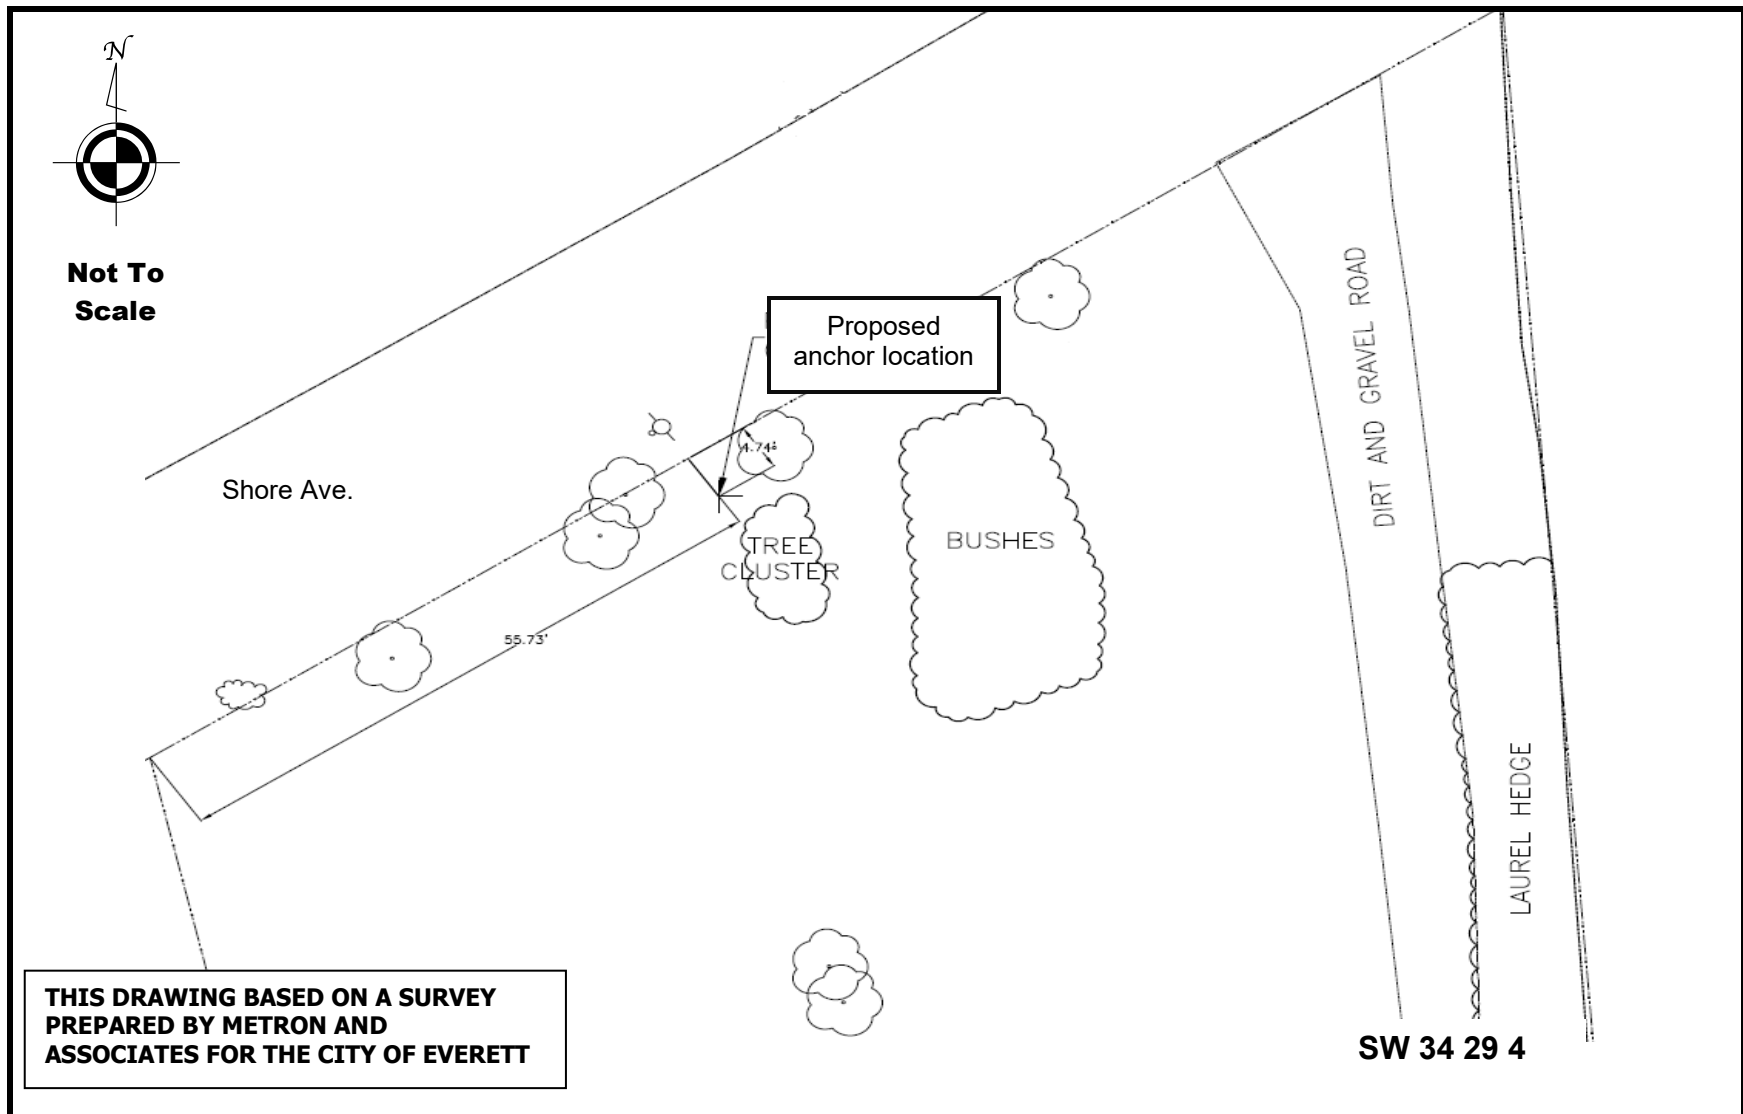 N
Not To
Scale
Proposed
anchor location
Shore Ave.
4.74'
55.73'
TREE
CLUSTER
BUSHES
DIRT AND GRAVEL ROAD
LAUREL HEDGE
THIS DRAWING BASED ON A SURVEY
PREPARED BY METRON AND
ASSOCIATES FOR THE CITY OF EVERETT
SW 34 29 4